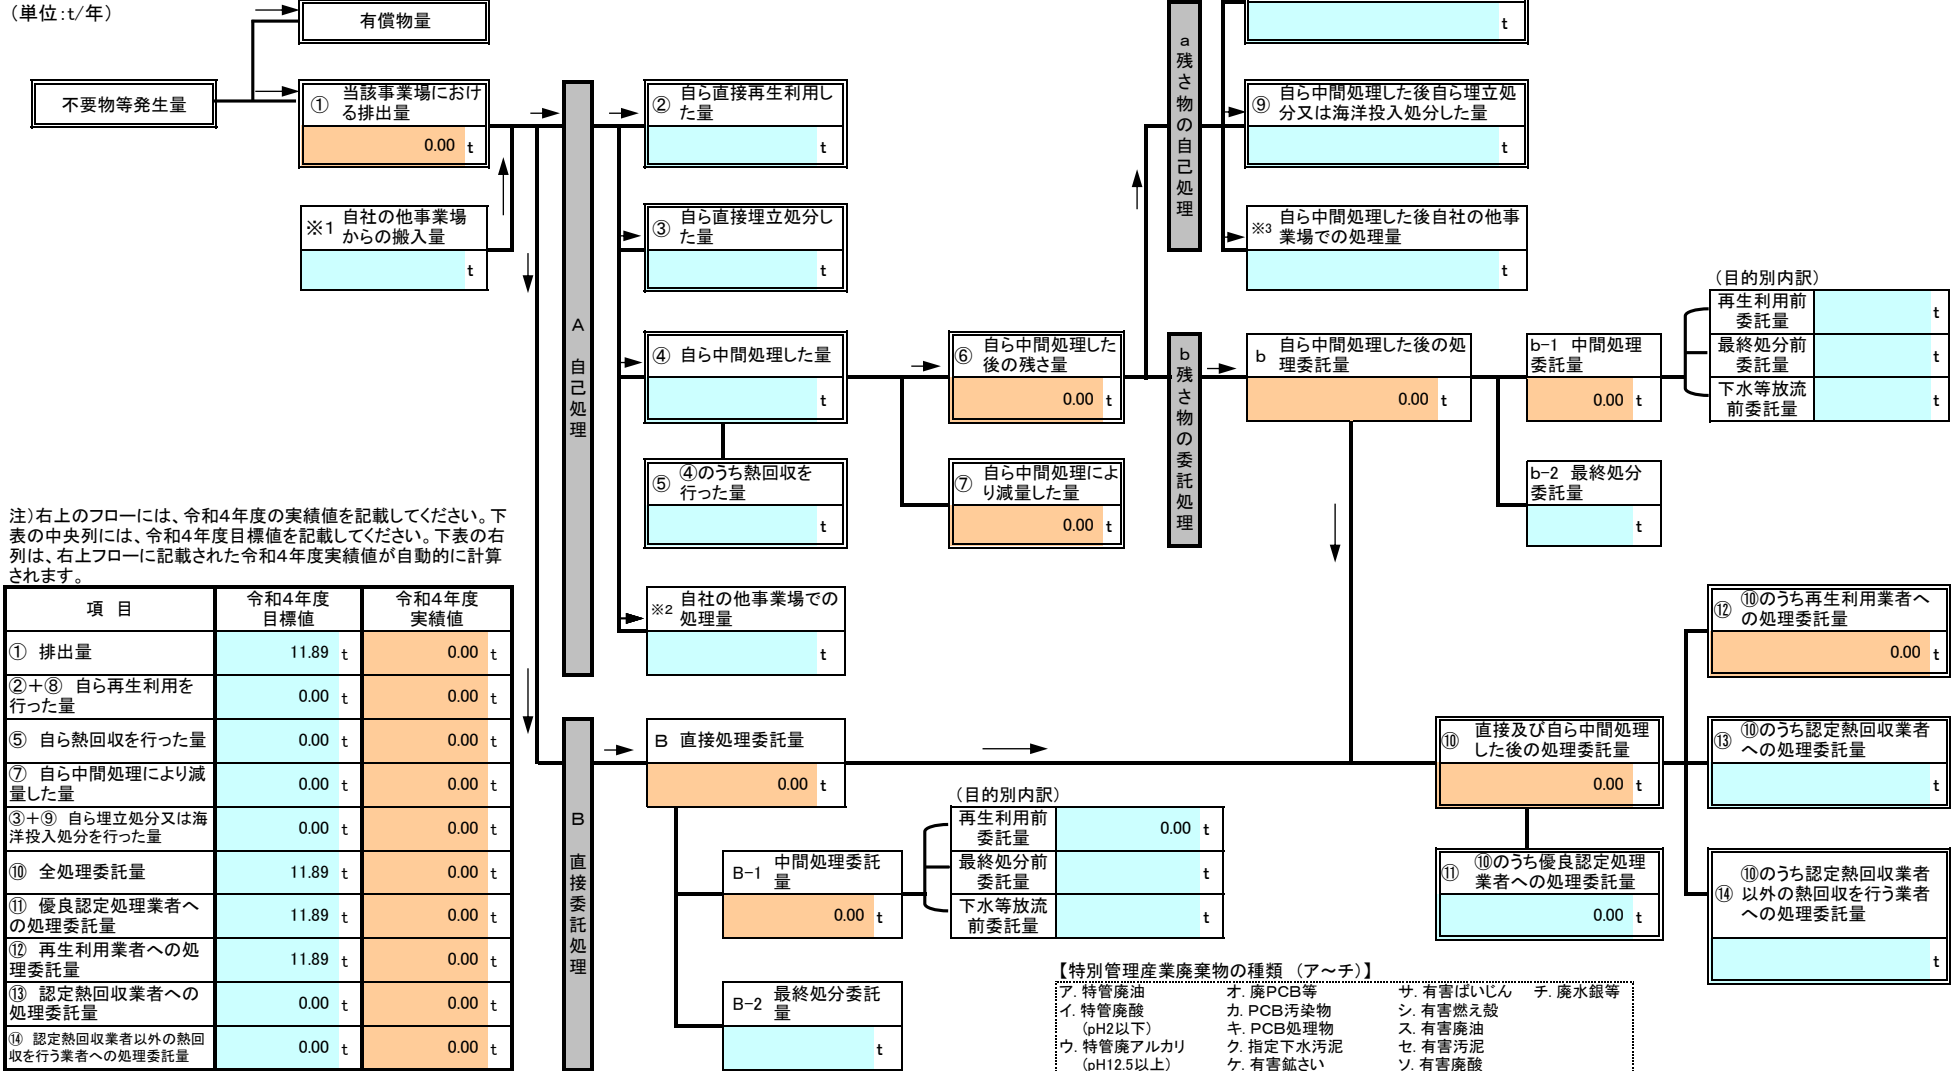 （単位:t/年）
有償物量
t
不要物等発生量
① 当該事業場におけ
る排出量
0.00 t
② 自ら直接再生利用し
た量
t
a 残さ物の自己処理
⑨ 自ら中間処理した後自ら埋立処
分又は海洋投入処分した量
t
※1 自社の他事業場
からの搬入量
t
③ 自ら直接埋立処分し
た量
t
※3 自ら中間処理した後自社の他事
業場での処理量
t
A 自己処理
④ 自ら中間処理した量
t
⑥ 自ら中間処理した
後の残さ量
0.00 t
b 残さ物の委託処理
b 自ら中間処理した後の処
理委託量
0.00 t
b-1 中間処理
委託量
0.00 t
（目的別内訳）
再生利用前
委託量
t
最終処分前
委託量
t
下水等放流
前委託量
t
⑤ ④のうち熱回収を
行った量
t
⑦ 自ら中間処理によ
り減量した量
0.00 t
b-2 最終処分
委託量
t
※2 自社の他事業場での
処理量
t
注）右上のフローには、令和４年度の実績値を記載してください。下
表の中央列には、令和４年度目標値を記載してください。下表の右
列は、右上フローに記載された令和４年度実績値が自動的に計算
されます。
項 目
令和４年度
目標値
令和４年度
実績値
① 排出量 11.89 t 0.00 t
②＋⑧ 自ら再生利用を
行った量
0.00 t 0.00 t
⑤ 自ら熱回収を行った量 0.00 t 0.00 t
⑦ 自ら中間処理により減
量した量
0.00 t 0.00 t
③＋⑨ 自ら埋立処分又は海
洋投入処分を行った量
0.00 t 0.00 t
⑩ 全処理委託量 11.89 t 0.00 t
⑪ 優良認定処理業者へ
の処理委託量
11.89 t 0.00 t
⑫ 再生利用業者への処
理委託量
11.89 t 0.00 t
⑬ 認定熱回収業者への
処理委託量
0.00 t 0.00 t
⑭ 認定熱回収業者以外の熱回
収を行う業者への処理委託量
0.00 t 0.00 t
B 直接委託処理
B 直接処理委託量
0.00 t
B-1 中間処理委託
量
0.00 t
（目的別内訳）
再生利用前
委託量
0.00 t
最終処分前
委託量
t
下水等放流
前委託量
t
B-2 最終処分委託
量
t
⑩ 直接及び自ら中間処理
した後の処理委託量
0.00 t
⑪ ⑩のうち優良認定処理
業者への処理委託量
0.00 t
⑫ ⑩のうち再生利用業者へ
の処理委託量
0.00 t
⑬ ⑩のうち認定熱回収業者
への処理委託量
t
⑭ ⑩のうち認定熱回収業者
以外の熱回収を行う業者
への処理委託量
t
【特別管理産業廃棄物の種類 （ア～チ）】
ア. 特管廃油 オ. 廃PCB等 サ. 有害ばいじん チ. 廃水銀等
イ. 特管廃酸 カ. PCB汚染物 シ. 有害燃え殻
（pH2以下） キ. PCB処理物 ス. 有害廃油
ウ. 特管廃アルカリ ク. 指定下水汚泥 セ. 有害汚泥
（pH12.5以上） ケ. 有害鉱さい ソ. 有害廃酸